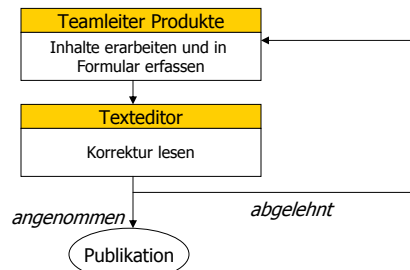 Teamleiter Produkte
Inhalte erarbeiten und in
Formular erfassen
Texteditor
Korrektur lesen
angenommen
abgelehnt
Publikation